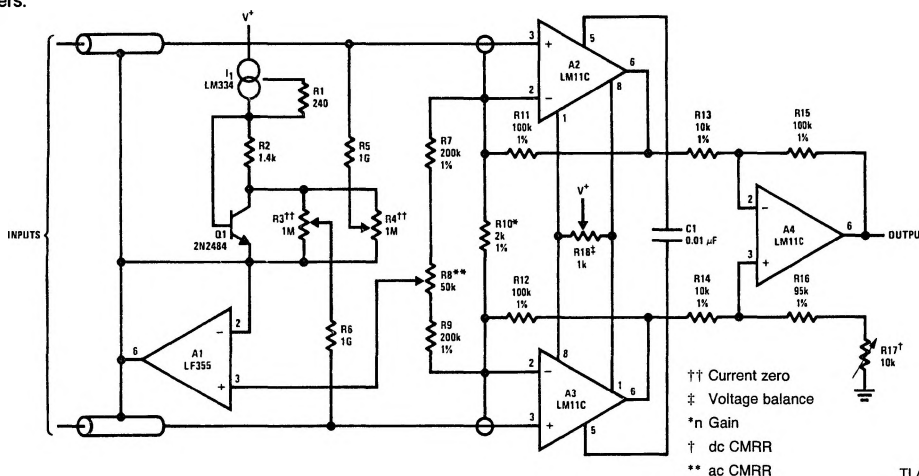 ers.
V+
I1
LM334
R1
240
R2
1.4k
Q1
2N2484
R3††
1M
R4††
1M
R5
1G
R6
1G
INPUTS
A1
LF355
2
3
6
R7
200k
1%
R8**
50k
R9
200k
1%
R10*
2k
1%
R11
100k
1%
R12
100k
1%
3
2
A2
LM11C
5
6
8
1
V+
R18‡
1k
C1
0.01 μF
8
2
3
A3
LM11C
1
6
5
R13
10k
1%
R15
100k
1%
R14
10k
1%
R16
95k
1%
2
3
A4
LM11C
6
OUTPU
R17†
10k
†† Current zero
‡ Voltage balance
*n Gain
† dc CMRR
** ac CMRR